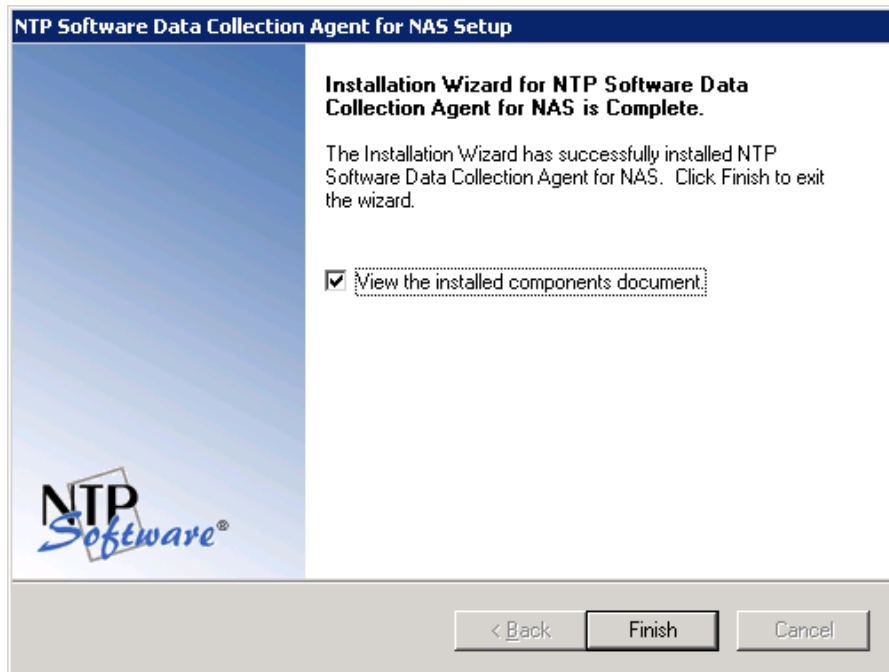 NTP Software Data Collection Agent for NAS Setup
Installation Wizard for NTP Software Data
Collection Agent for NAS is Complete.
The Installation Wizard has successfully installed NTP
Software Data Collection Agent for NAS. Click Finish to exit
the wizard.
View the installed components document.
NTP
Software®
< Back
Finish
Cancel